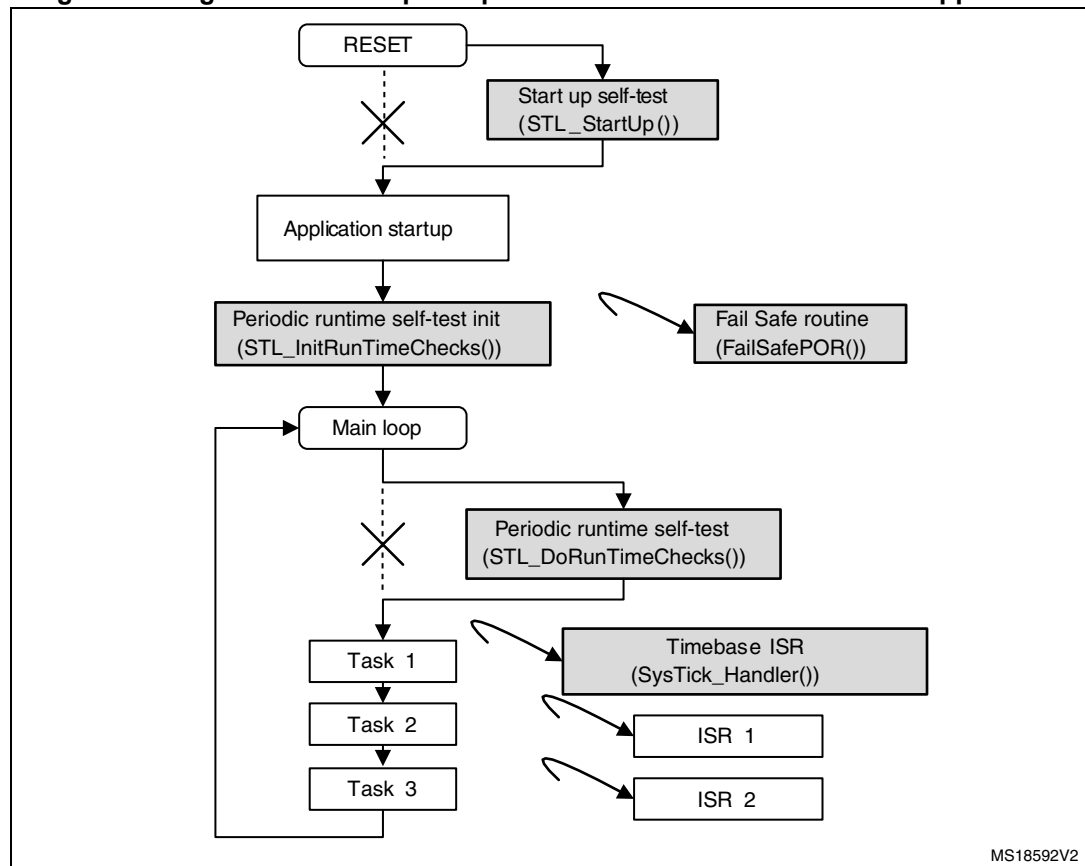 RESET
Start up self-test
(STL_StartUp())
Application startup
Periodic runtime self-test init
(STL_InitRunTimeChecks())
Fail Safe routine
(FailSafePOR())
Main loop
Periodic runtime self-test
(STL_DoRunTimeChecks())
Task 1
Timebase ISR
(SysTick_Handler())
Task 2
ISR 1
Task 3
ISR 2
MS18592V2